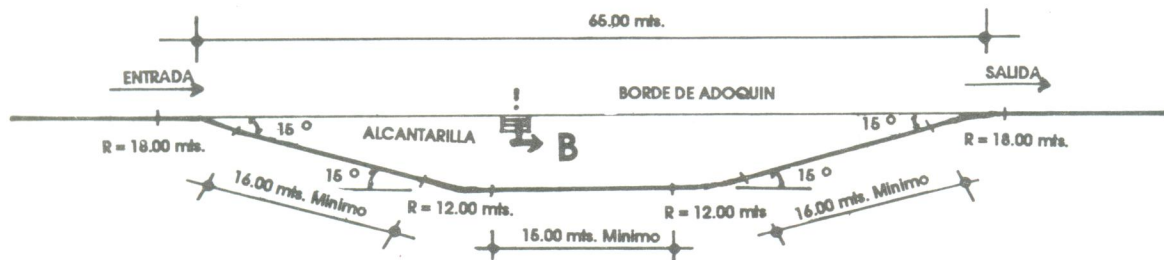 65.00 mts.
ENTRADA
SALIDA
BORDE DE ADOQUIN
15 º
ALCANTARILLA
B
15 º
R = 18.00 mts.
R = 18.00 mts.
15 º
15 º
16.00 mts. Minimo
R = 12.00 mts.
R = 12.00 mts
16.00 mts. Minimo
15.00 mts. Minimo